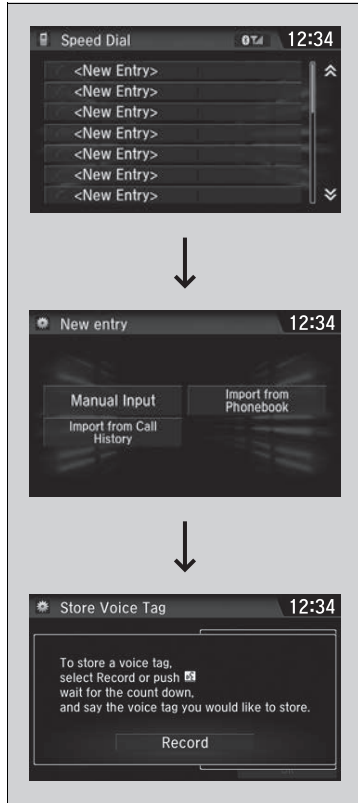 Speed Dial 12:34
<New Entry>
<New Entry>
<New Entry>
<New Entry>
<New Entry>
<New Entry>
<New Entry>
New entry 12:34
Manual Input
Import from
Phonebook
Import from Call
History
Store Voice Tag 12:34
To store a voice tag,
select Record or push
wait for the count down,
and say the voice tag you would like to store.
Record